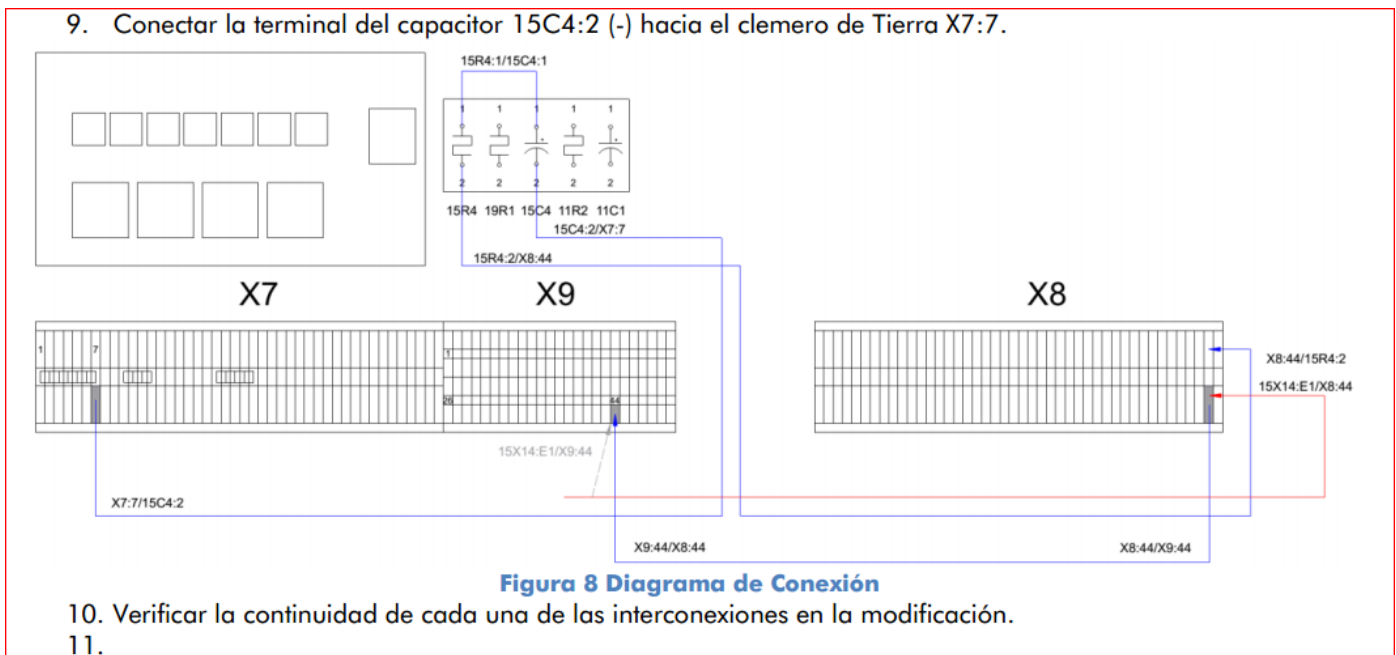 9. Conectar la terminal del capacitor 15C4:2 (-) hacia el clemero de Tierra X7:7.
15R4:1/15C4:1
1 1 1 1 1
2 2 2 2 2
15R4 19R1 15C4 11R2 11C1
15C4:2/X7:7
15R4:2/X8:44
X7 X9 X8
1 7
1
X8:44/15R4:2
15X14:E1/X8:44
26 44
15X14:E1/X9:44
X7:7/15C4:2
X9:44/X8:44 X8:44/X9:44
Figura 8 Diagrama de Conexión
10. Verificar la continuidad de cada una de las interconexiones en la modificación.
11.